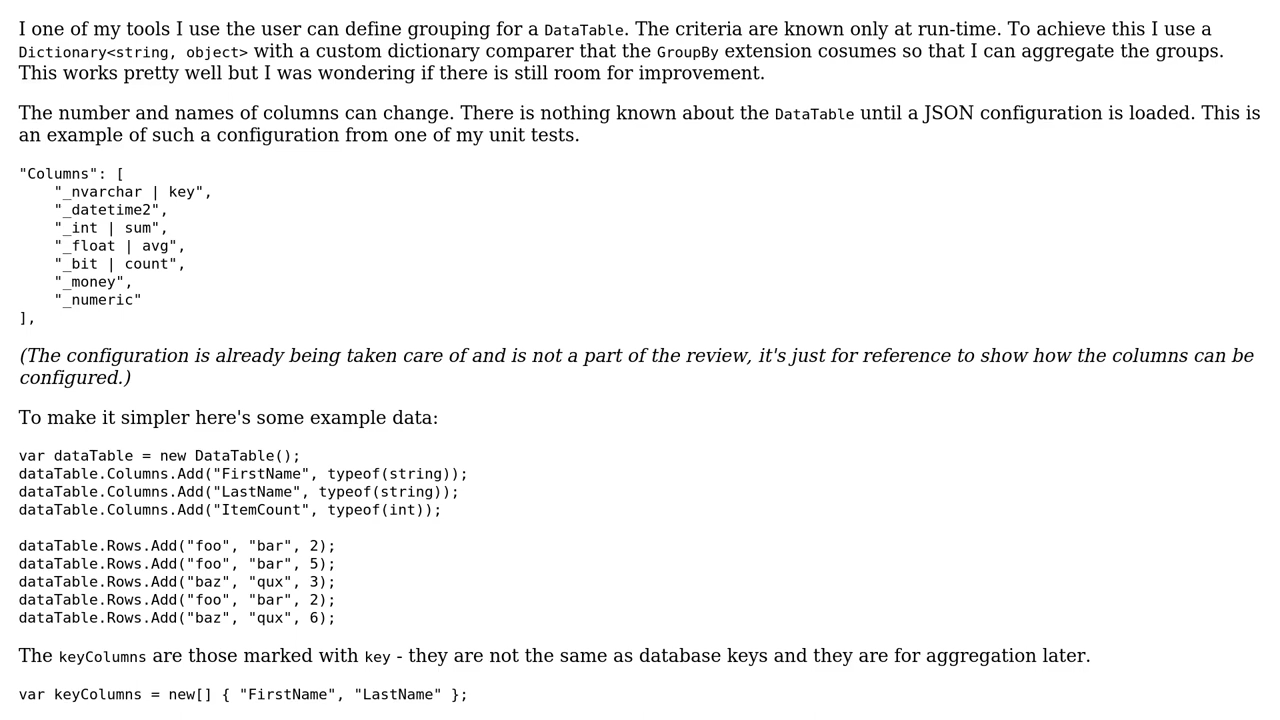 I one of my tools I use the user can define grouping for a DataTable. The criteria are known only at run-time. To achieve this I use a
Dictionary<string, object> with a custom dictionary comparer that the GroupBy extension cosumes so that I can aggregate the groups.
This works pretty well but I was wondering if there is still room for improvement.
The number and names of columns can change. There is nothing known about the DataTable until a JSON configuration is loaded. This is
an example of such a configuration from one of my unit tests.
"Columns": [
    "_nvarchar | key",
    "_datetime2",
    "_int | sum",
    "_float | avg",
    "_bit | count",
    "_money",
    "_numeric"
],
(The configuration is already being taken care of and is not a part of the review, it's just for reference to show how the columns can be
configured.)
To make it simpler here's some example data:
var dataTable = new DataTable();
dataTable.Columns.Add("FirstName", typeof(string));
dataTable.Columns.Add("LastName", typeof(string));
dataTable.Columns.Add("ItemCount", typeof(int));
dataTable.Rows.Add("foo", "bar", 2);
dataTable.Rows.Add("foo", "bar", 5);
dataTable.Rows.Add("baz", "qux", 3);
dataTable.Rows.Add("foo", "bar", 2);
dataTable.Rows.Add("baz", "qux", 6);
The keyColumns are those marked with key - they are not the same as database keys and they are for aggregation later.
var keyColumns = new[] { "FirstName", "LastName" };